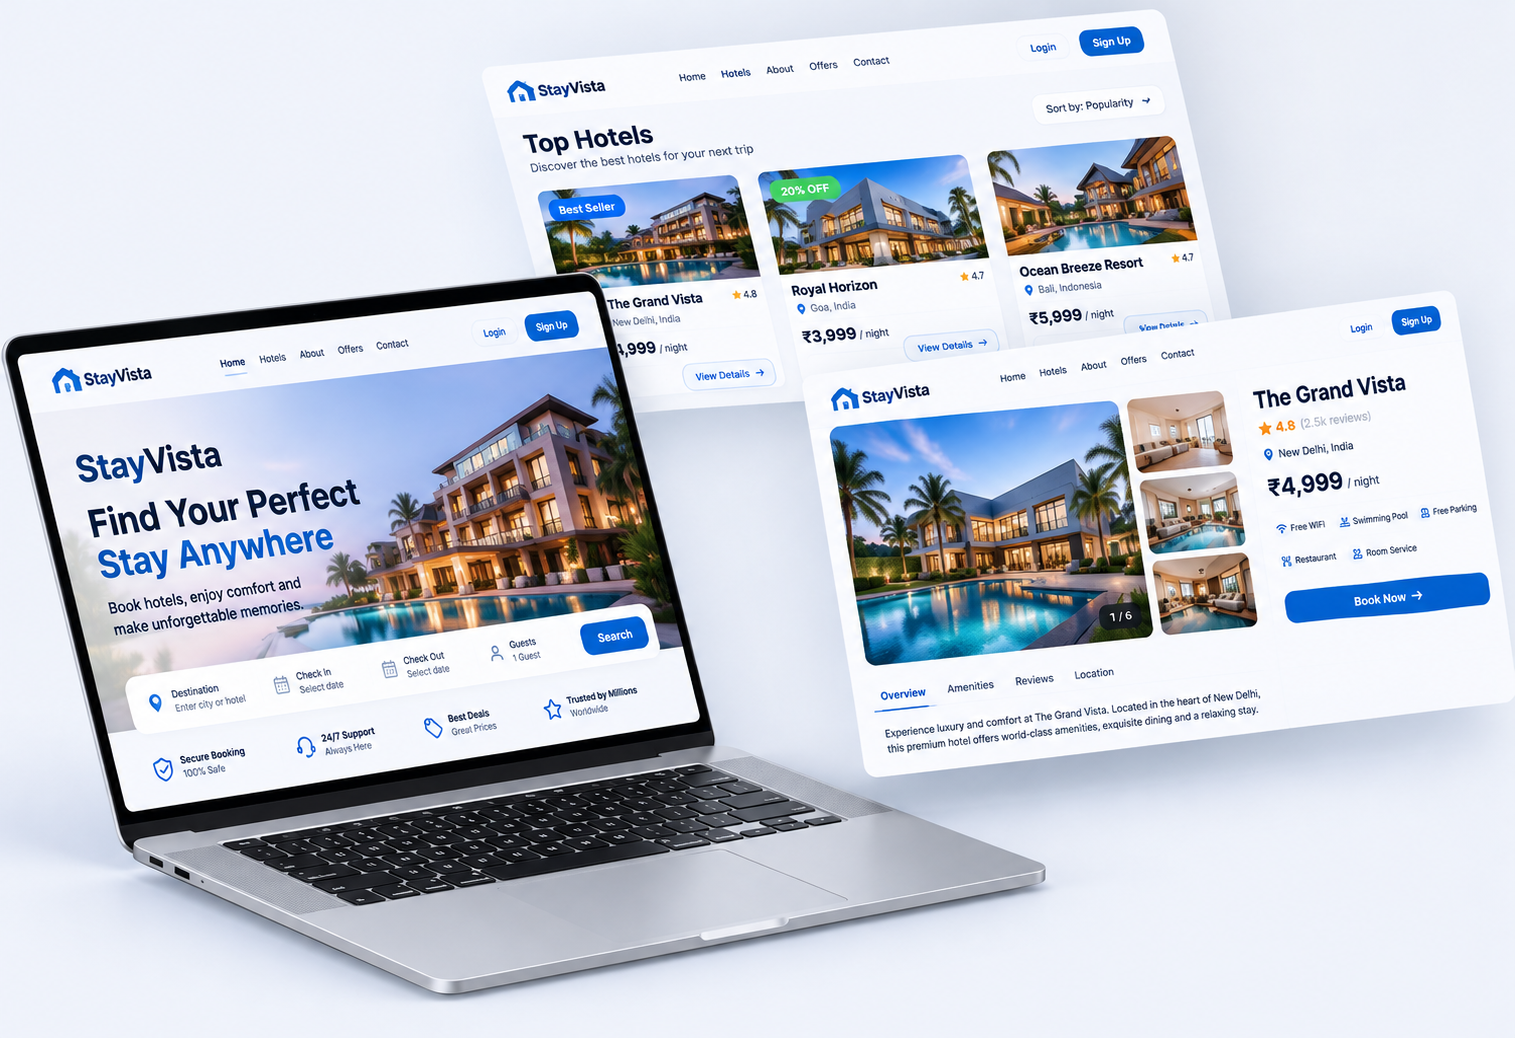 StayVista
Home Hotels About Offers Contact
Login
Sign Up
Top Hotels
Discover the best hotels for your next trip
Sort by: Popularity
Best Seller
The Grand Vista
4.8
New Delhi, India
4,999 / night
View Details
20% OFF
Royal Horizon
4.7
Goa, India
₹3,999 / night
View Details
Ocean Breeze Resort
4.7
Bali, Indonesia
₹5,999 / night
View Details
StayVista
Home Hotels About Offers Contact
Login
Sign Up
StayVista
Find Your Perfect
Stay Anywhere
Book hotels, enjoy comfort and
make unforgettable memories.
Destination
Enter city or hotel
Check In
Select date
Check Out
Select date
Guests
1 Guest
Search
Secure Booking
100% Safe
24/7 Support
Always Here
Best Deals
Great Prices
Trusted by Millions
Worldwide
StayVista
Home Hotels About Offers Contact
Login
Sign Up
1 / 6
The Grand Vista
4.8 (2.5k reviews)
New Delhi, India
₹4,999 / night
Free WiFi Swimming Pool Free Parking
Restaurant Room Service
Book Now
Overview Amenities Reviews Location
Experience luxury and comfort at The Grand Vista. Located in the heart of New Delhi,
this premium hotel offers world-class amenities, exquisite dining and a relaxing stay.